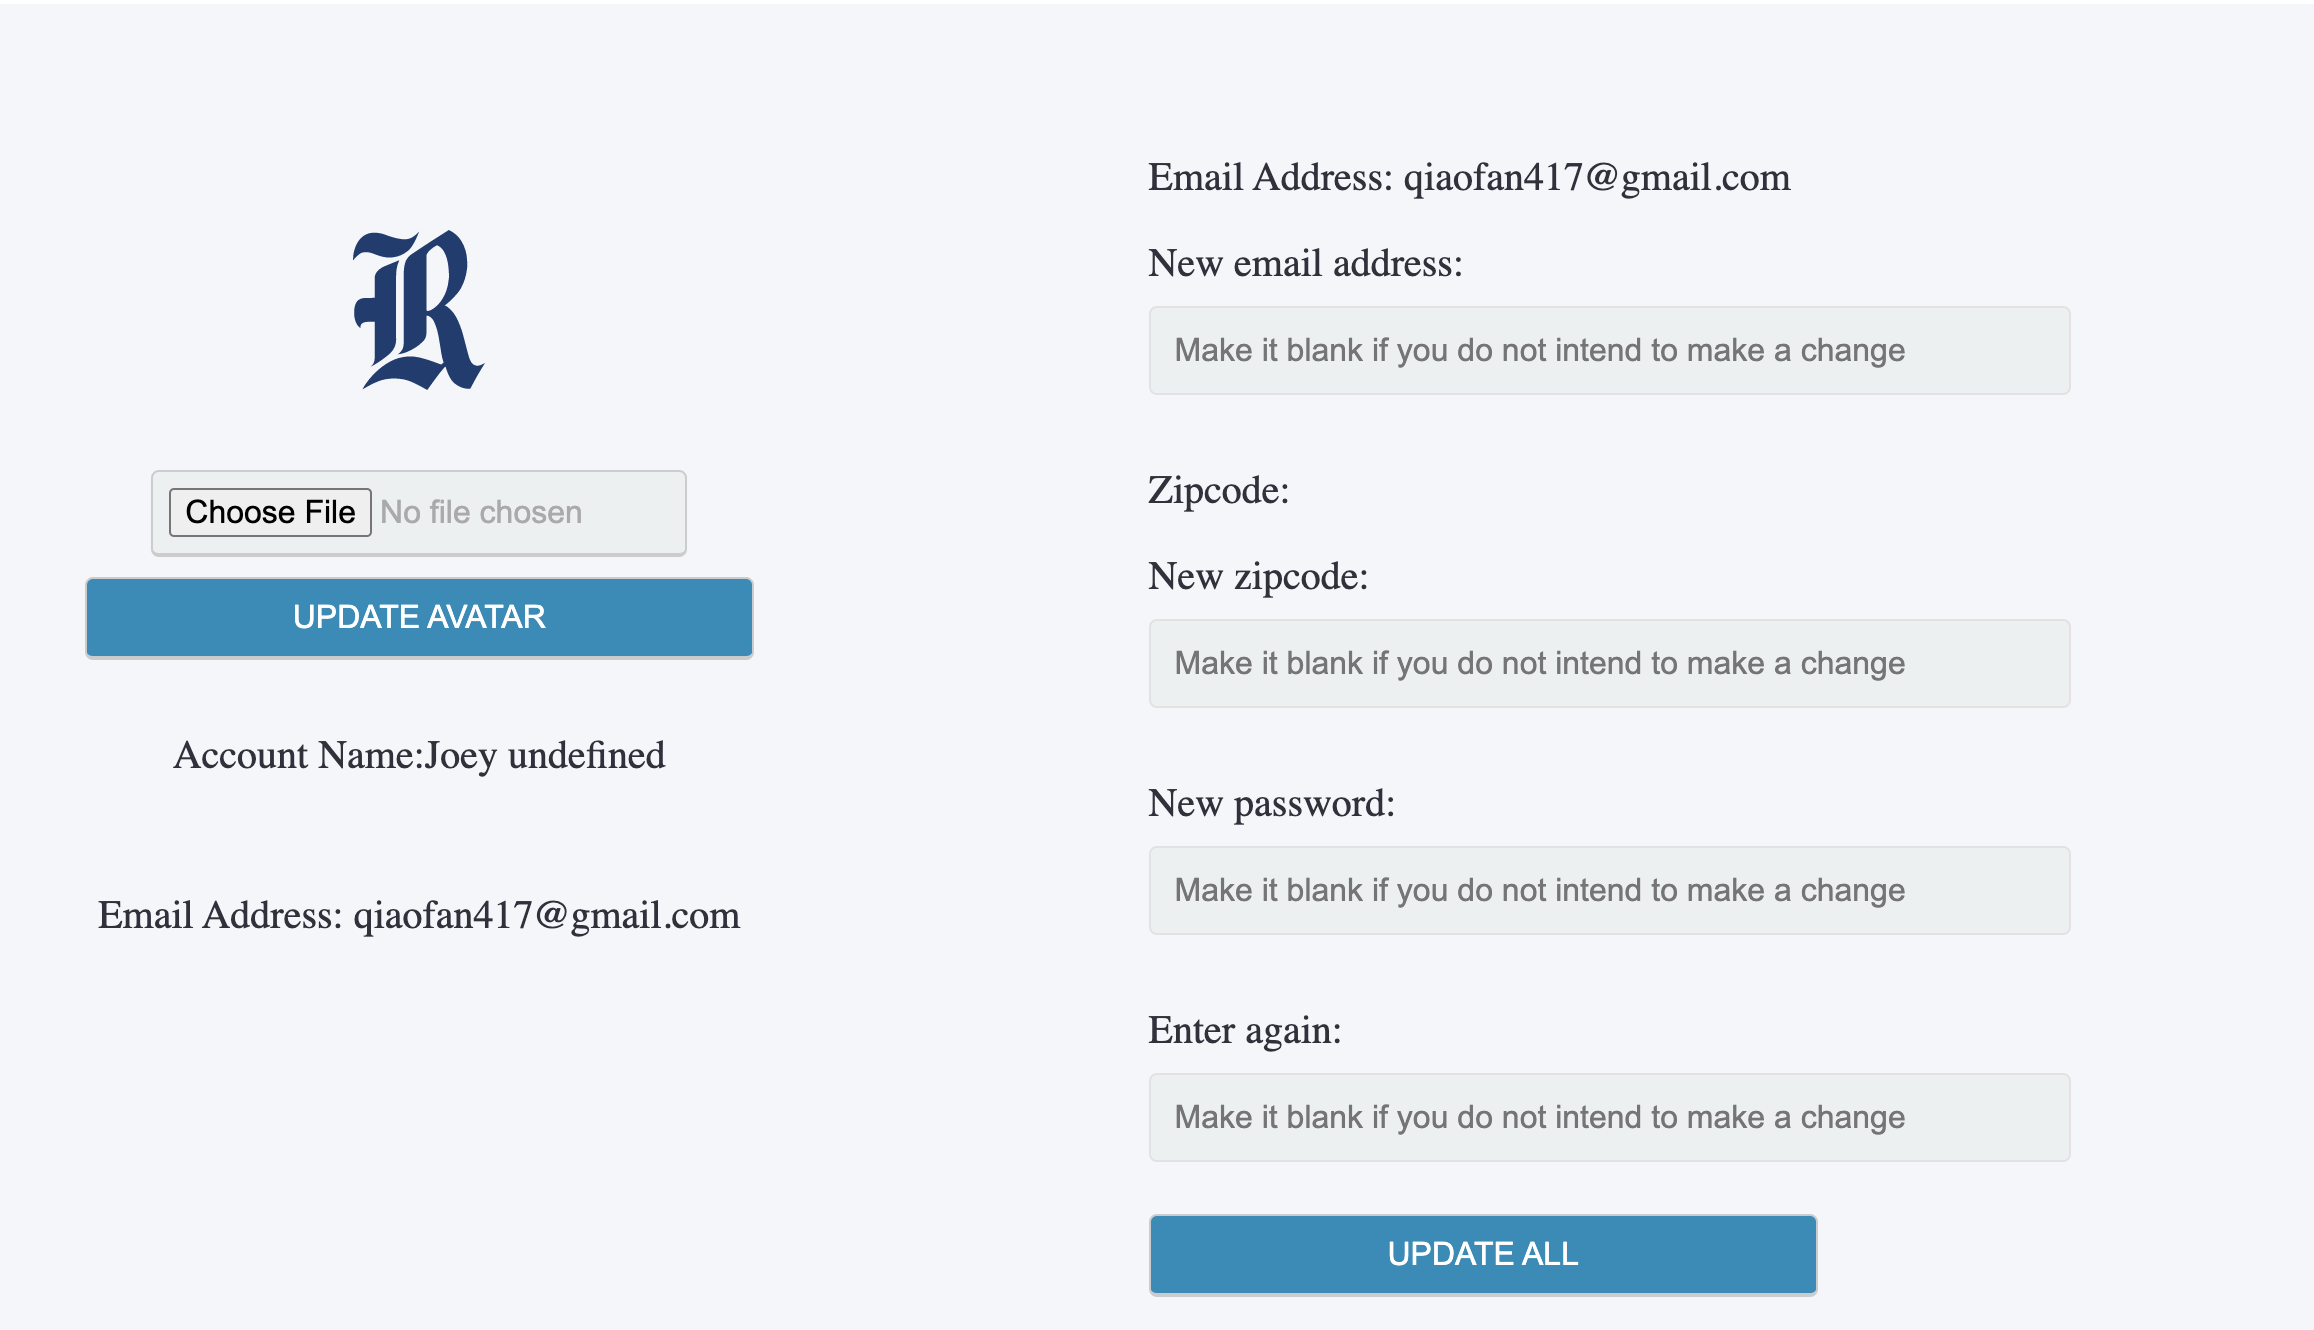 R
Choose File No file chosen
UPDATE AVATAR
Account Name:Joey undefined
Email Address: qiaofan417@gmail.com
Email Address: qiaofan417@gmail.com
New email address:
Make it blank if you do not intend to make a change
Zipcode:
New zipcode:
Make it blank if you do not intend to make a change
New password:
Make it blank if you do not intend to make a change
Enter again:
Make it blank if you do not intend to make a change
UPDATE ALL